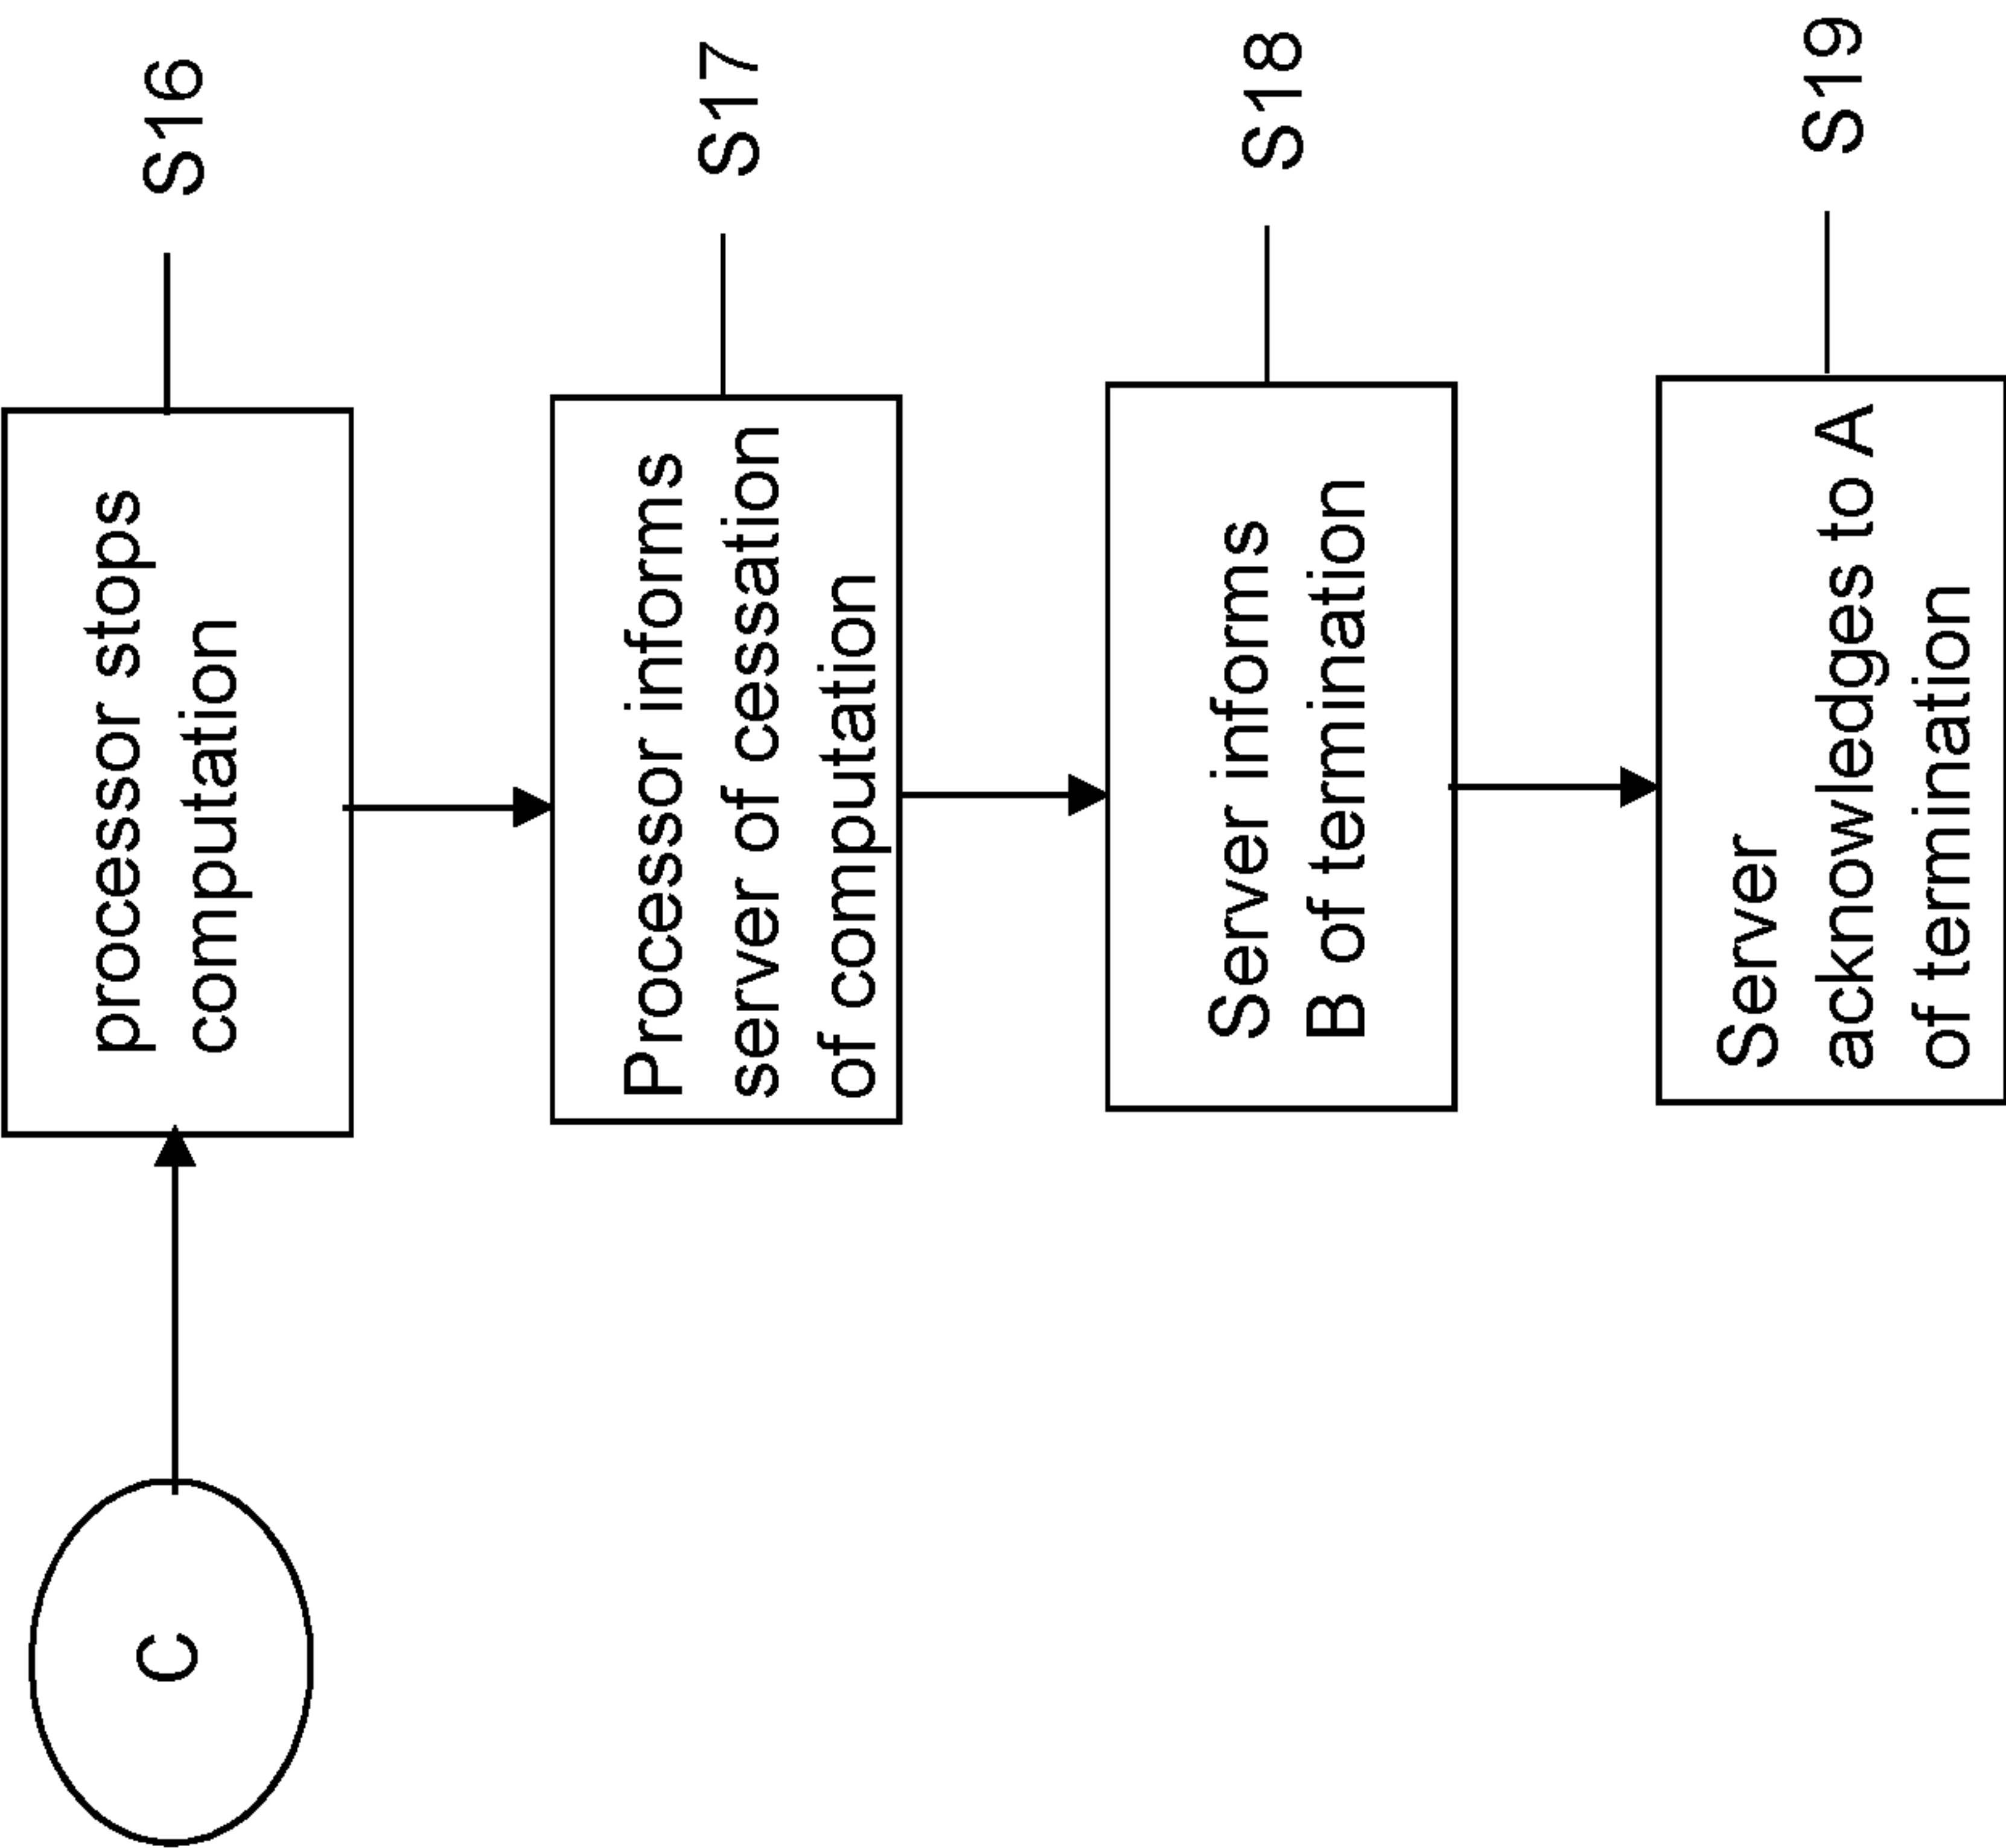 C
processor stops
computation
S16
Processor informs
server of cessation
of computation
S17
Server informs
B of termination
S18
Server
acknowledges to A
of termination
S19